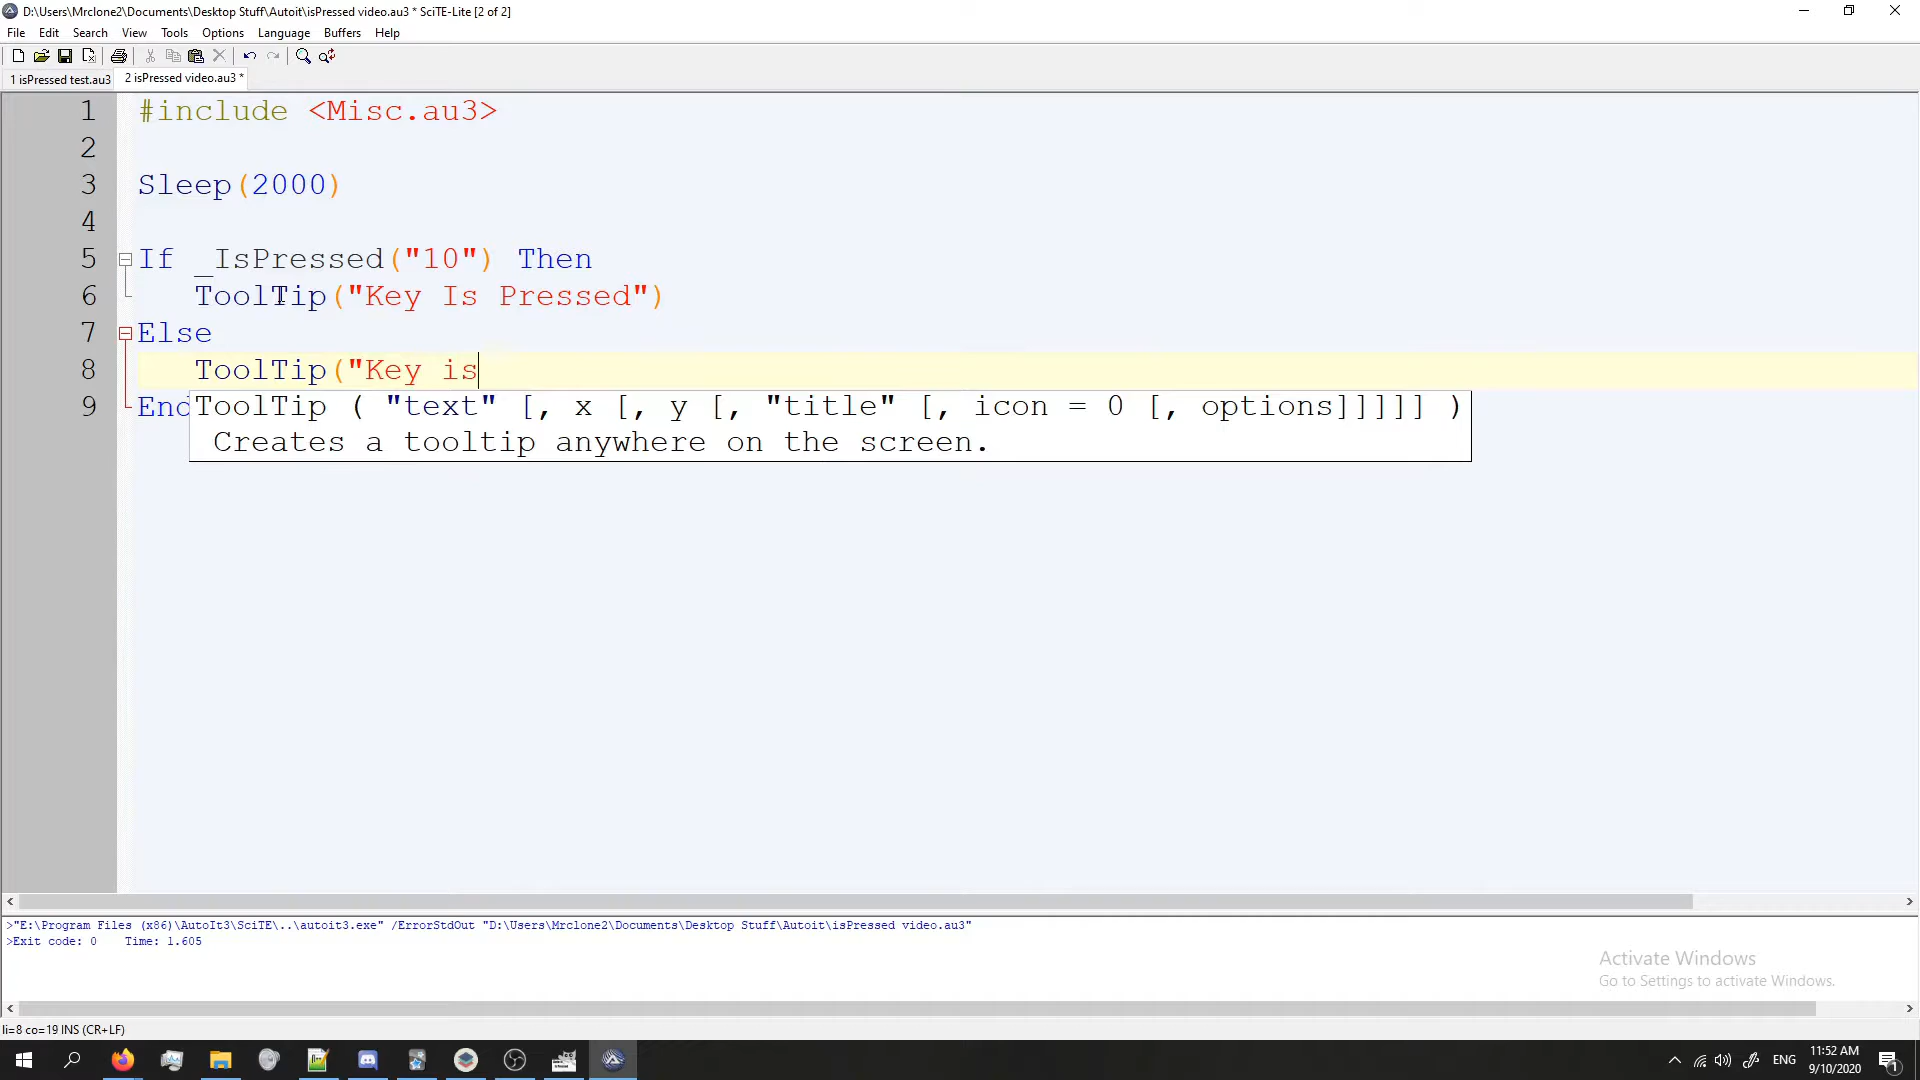 D:\Users\Mrclone2\Documents\Desktop Stuff\Autoit\isPressed video.au3 * SciTE-Lite [2 of 2]
File Edit Search View Tools Options Language Buffers Help
1 isPressed test.au3 2 isPressed video.au3 *
1 #include <Misc.au3>
2
3 Sleep(2000)
4
5 If _IsPressed("10") Then
6 ToolTip("Key Is Pressed")
7 Else
8 ToolTip("Key is
9 End
ToolTip ( "text" [, x [, y [, "title" [, icon = 0 [, options]]]]] )
Creates a tooltip anywhere on the screen.
>"E:\Program Files (x86)\AutoIt3\SciTE\..\autoit3.exe" /ErrorStdOut "D:\Users\Mrclone2\Documents\Desktop Stuff\Autoit\isPressed video.au3"
>Exit code: 0 Time: 1.605
Activate Windows
Go to Settings to activate Windows.
li=8 co=19 INS (CR+LF)
ENG
11:52 AM
9/10/2020
1